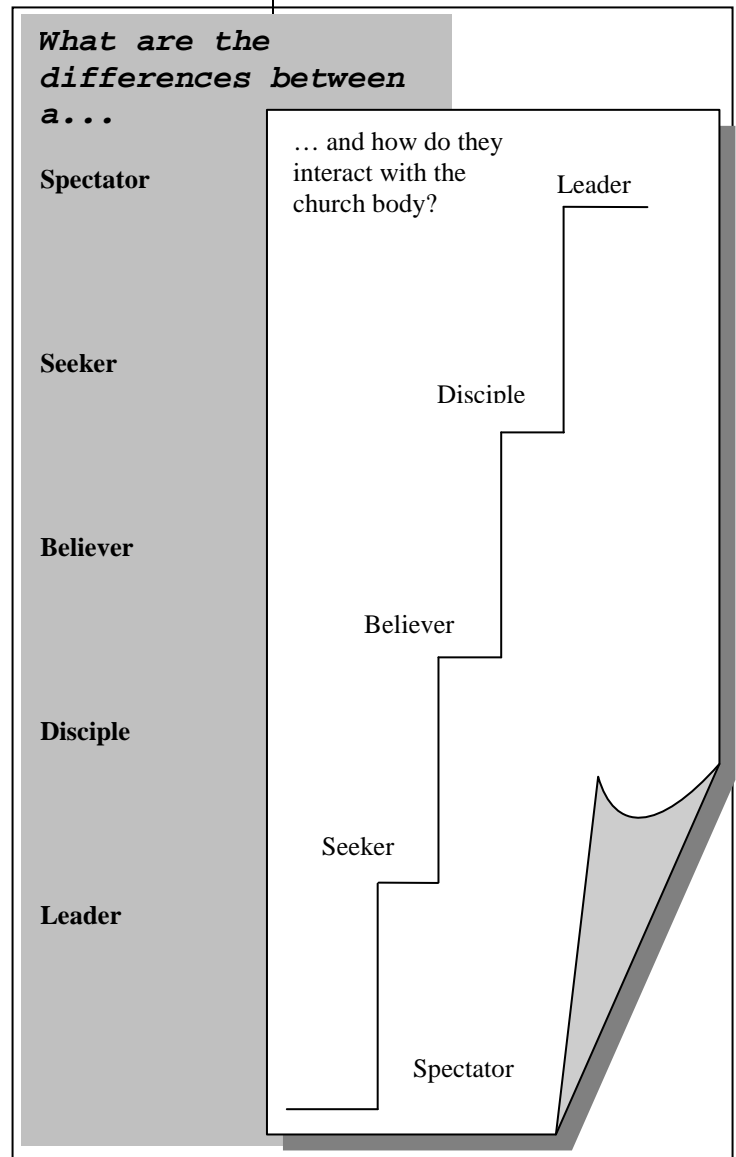 What are the
differences between
a...
Spectator
Seeker
Believer
Disciple
Leader
… and how do they
interact with the
church body?
Leader
Disciple
Believer
Seeker
Spectator